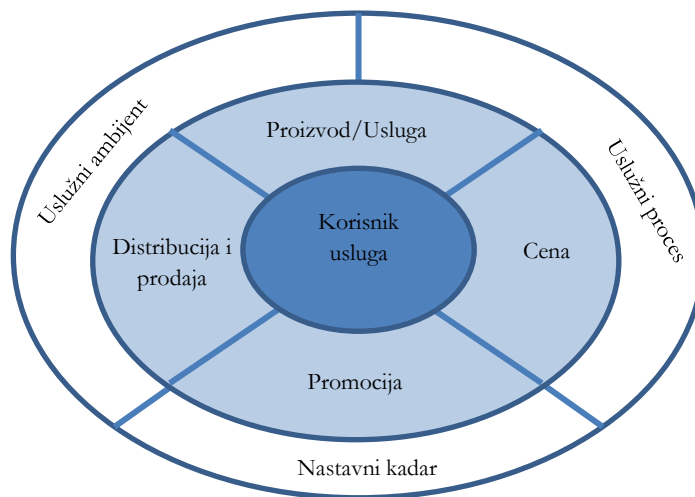 Uslužni ambijent
Proizvod/Usluga
Uslužni proces
Korisnik
usluga
Distribucija i
prodaja
Cena
Promocija
Nastavni kadar